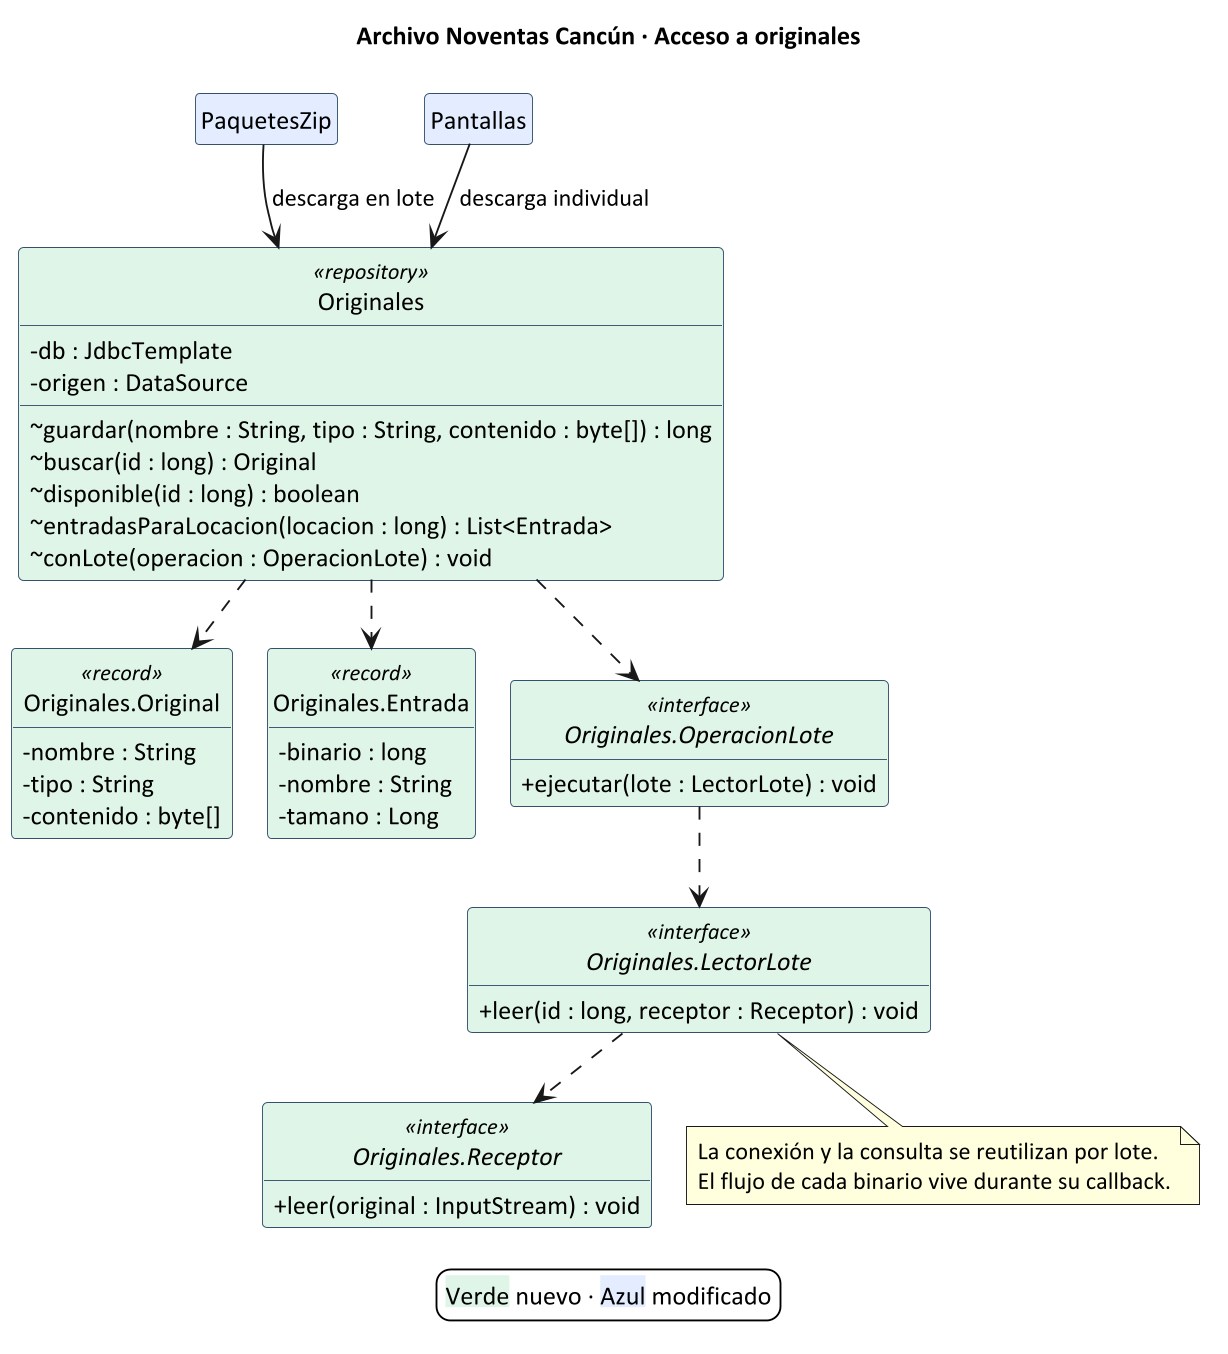 Archivo Noventas Cancún · Acceso a originales
PaquetesZip
Pantallas
descarga en lote
descarga individual
«repository»
Originales
-db : JdbcTemplate
-origen : DataSource
~guardar(nombre : String, tipo : String, contenido : byte[]) : long
~buscar(id : long) : Original
~disponible(id : long) : boolean
~entradasParaLocacion(locacion : long) : List<Entrada>
~conLote(operacion : OperacionLote) : void
«record»
Originales.Original
-nombre : String
-tipo : String
-contenido : byte[]
«record»
Originales.Entrada
-binario : long
-nombre : String
-tamano : Long
«interface»
Originales.OperacionLote
+ejecutar(lote : LectorLote) : void
«interface»
Originales.LectorLote
+leer(id : long, receptor : Receptor) : void
«interface»
Originales.Receptor
+leer(original : InputStream) : void
La conexión y la consulta se reutilizan por lote.
El flujo de cada binario vive durante su callback.
Verde nuevo · Azul modificado